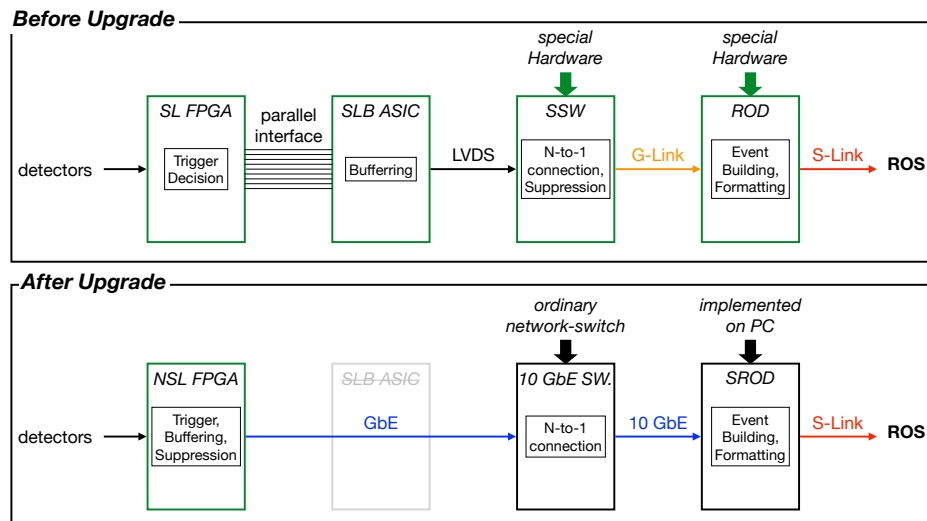 Before Upgrade
special
Hardware
special
Hardware
SL FPGA
parallel
interface
SLB ASIC
SSW
ROD
detectors
Trigger
Decision
Bufferring
LVDS
N-to-1
connection,
Suppression
G-Link
Event
Building,
Formatting
S-Link
ROS
After Upgrade
ordinary
network-switch
implemented
on PC
NSL FPGA
SLB ASIC
10 GbE SW.
SROD
detectors
Trigger,
Buffering,
Suppression
GbE
N-to-1
connection
10 GbE
Event
Building,
Formatting
S-Link
ROS